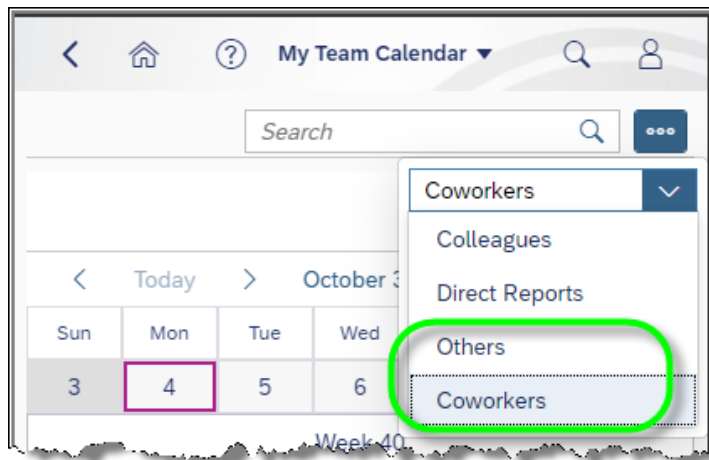 My Team Calendar
Search
Coworkers
Colleagues
Today October 3
Direct Reports
Sun Mon Tue Wed
Others
3 4 5 6
Coworkers
Week 40